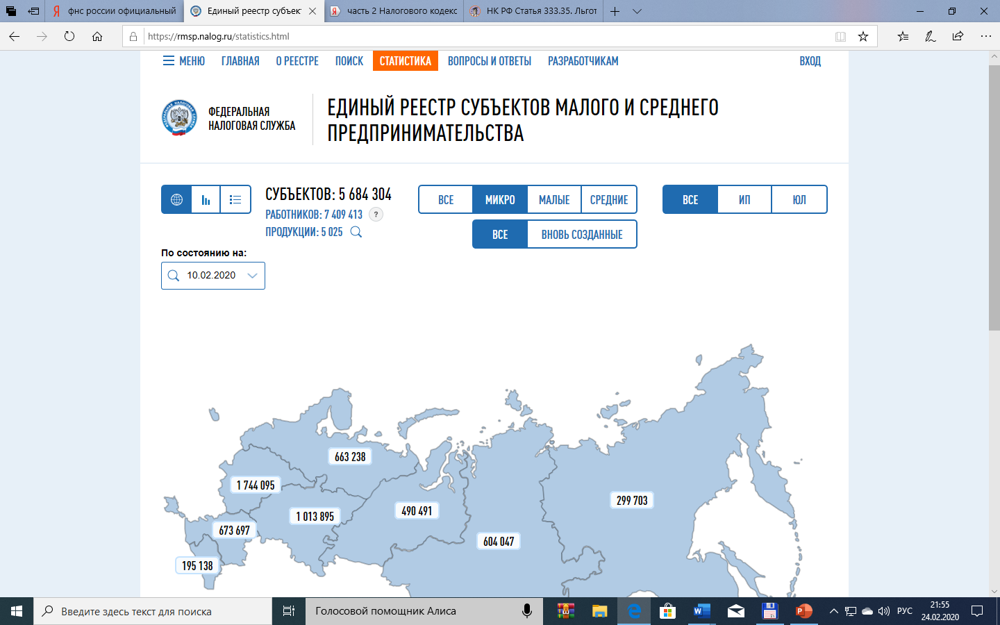 фнс россии официальный
Единый реестр субъек
часть 2 Налогового кодекс
НК РФ Статья 333.35. Льгот
https://rmsp.nalog.ru/statistics.html
МЕНЮ ГЛАВНАЯ О РЕЕСТРЕ ПОИСК СТАТИСТИКА ВОПРОСЫ И ОТВЕТЫ РАЗРАБОТЧИКАМ ВХОД
ФЕДЕРАЛЬНАЯ
НАЛОГОВАЯ СЛУЖБА
ЕДИНЫЙ РЕЕСТР СУБЪЕКТОВ МАЛОГО И СРЕДНЕГО
ПРЕДПРИНИМАТЕЛЬСТВА
СУБЪЕКТОВ: 5 684 304
РАБОТНИКОВ: 7 409 413 ?
ПРОДУКЦИИ: 5 025
ВСЕ МИКРО МАЛЫЕ СРЕДНИЕ
ВСЕ ИП ЮЛ
ВСЕ ВНОВЬ СОЗДАННЫЕ
По состоянию на:
10.02.2020
663 238
1 744 095
299 703
490 491
1 013 895
673 697
604 047
195 138
Введите здесь текст для поиска
Голосовой помощник Алиса
РУС
21:55
24.02.2020